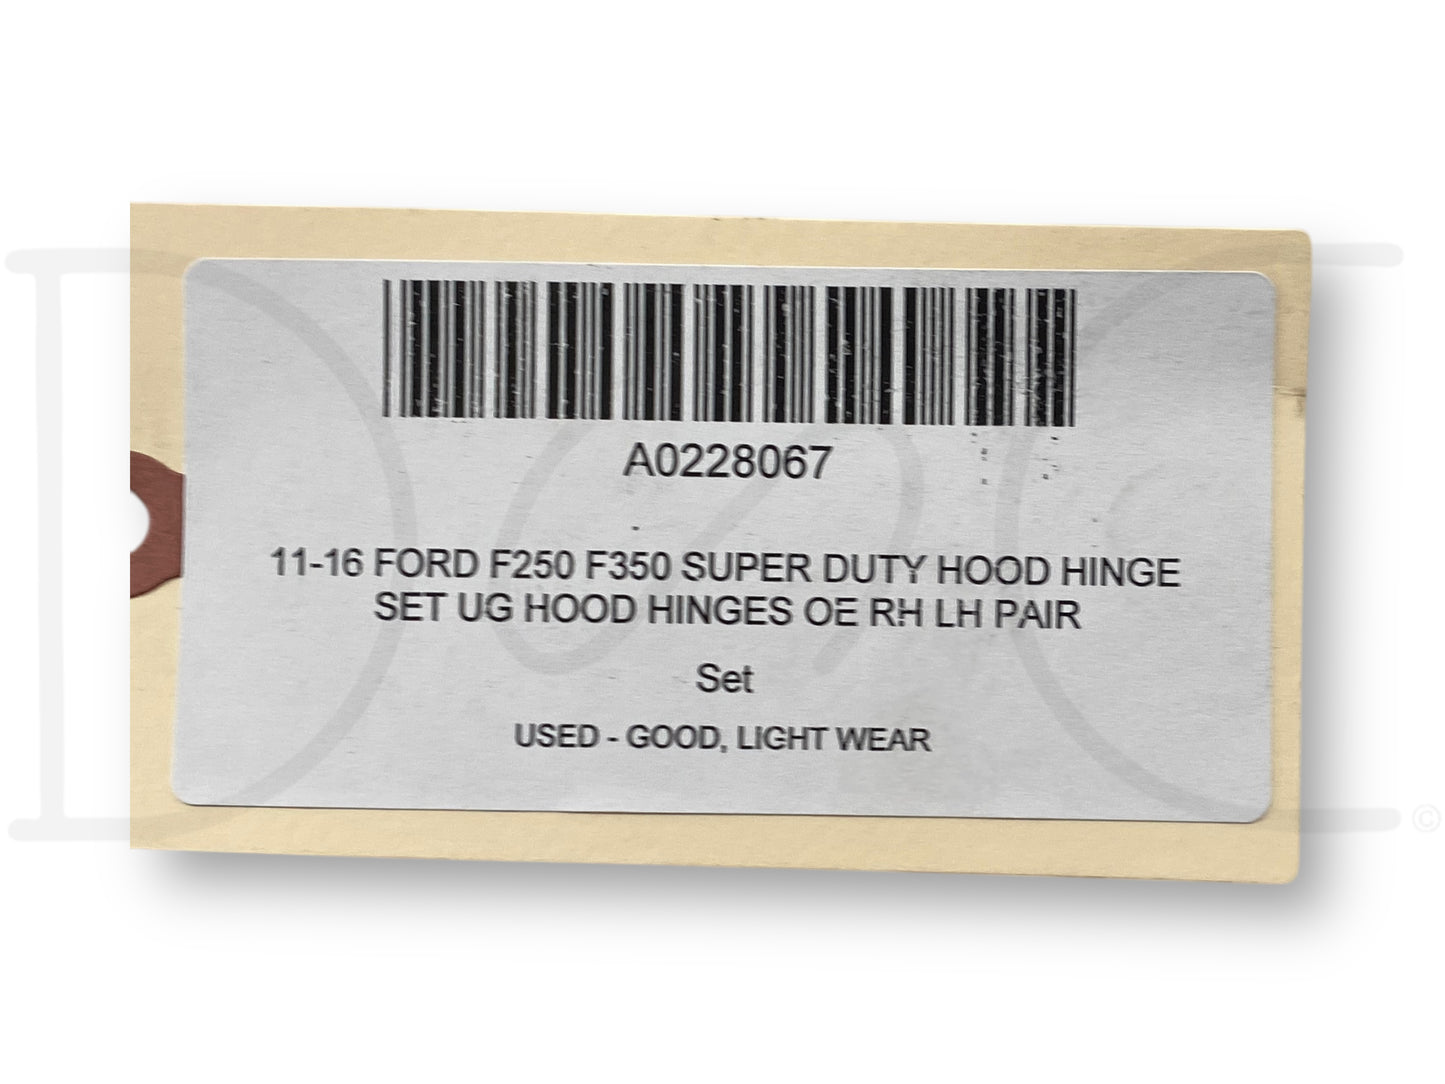 A0228067
11-16 FORD F250 F350 SUPER DUTY HOOD HINGE
SET UG HOOD HINGES OE RH LH PAIR
Set
USED - GOOD, LIGHT WEAR
©